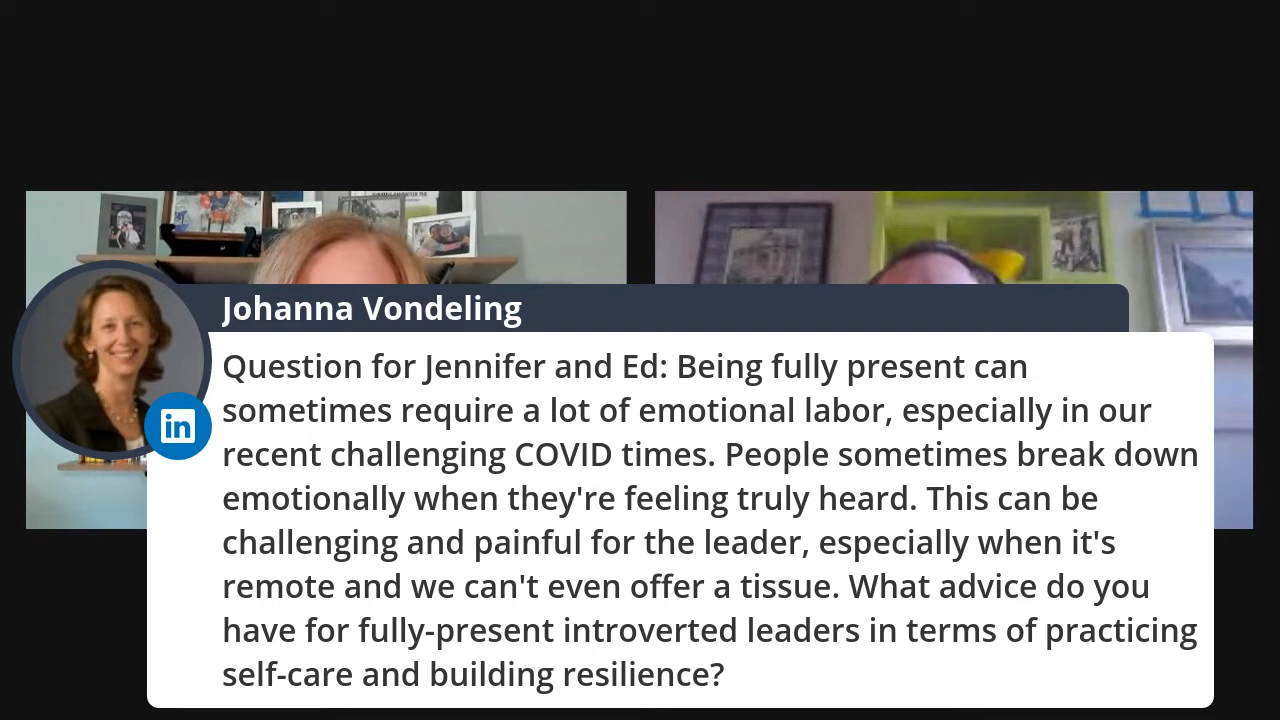 Johanna Vondeling
Question for Jennifer and Ed: Being fully present can
sometimes require a lot of emotional labor, especially in our
recent challenging COVID times. People sometimes break down
emotionally when they're feeling truly heard. This can be
challenging and painful for the leader, especially when it's
remote and we can't even offer a tissue. What advice do you
have for fully-present introverted leaders in terms of practicing
self-care and building resilience?
in